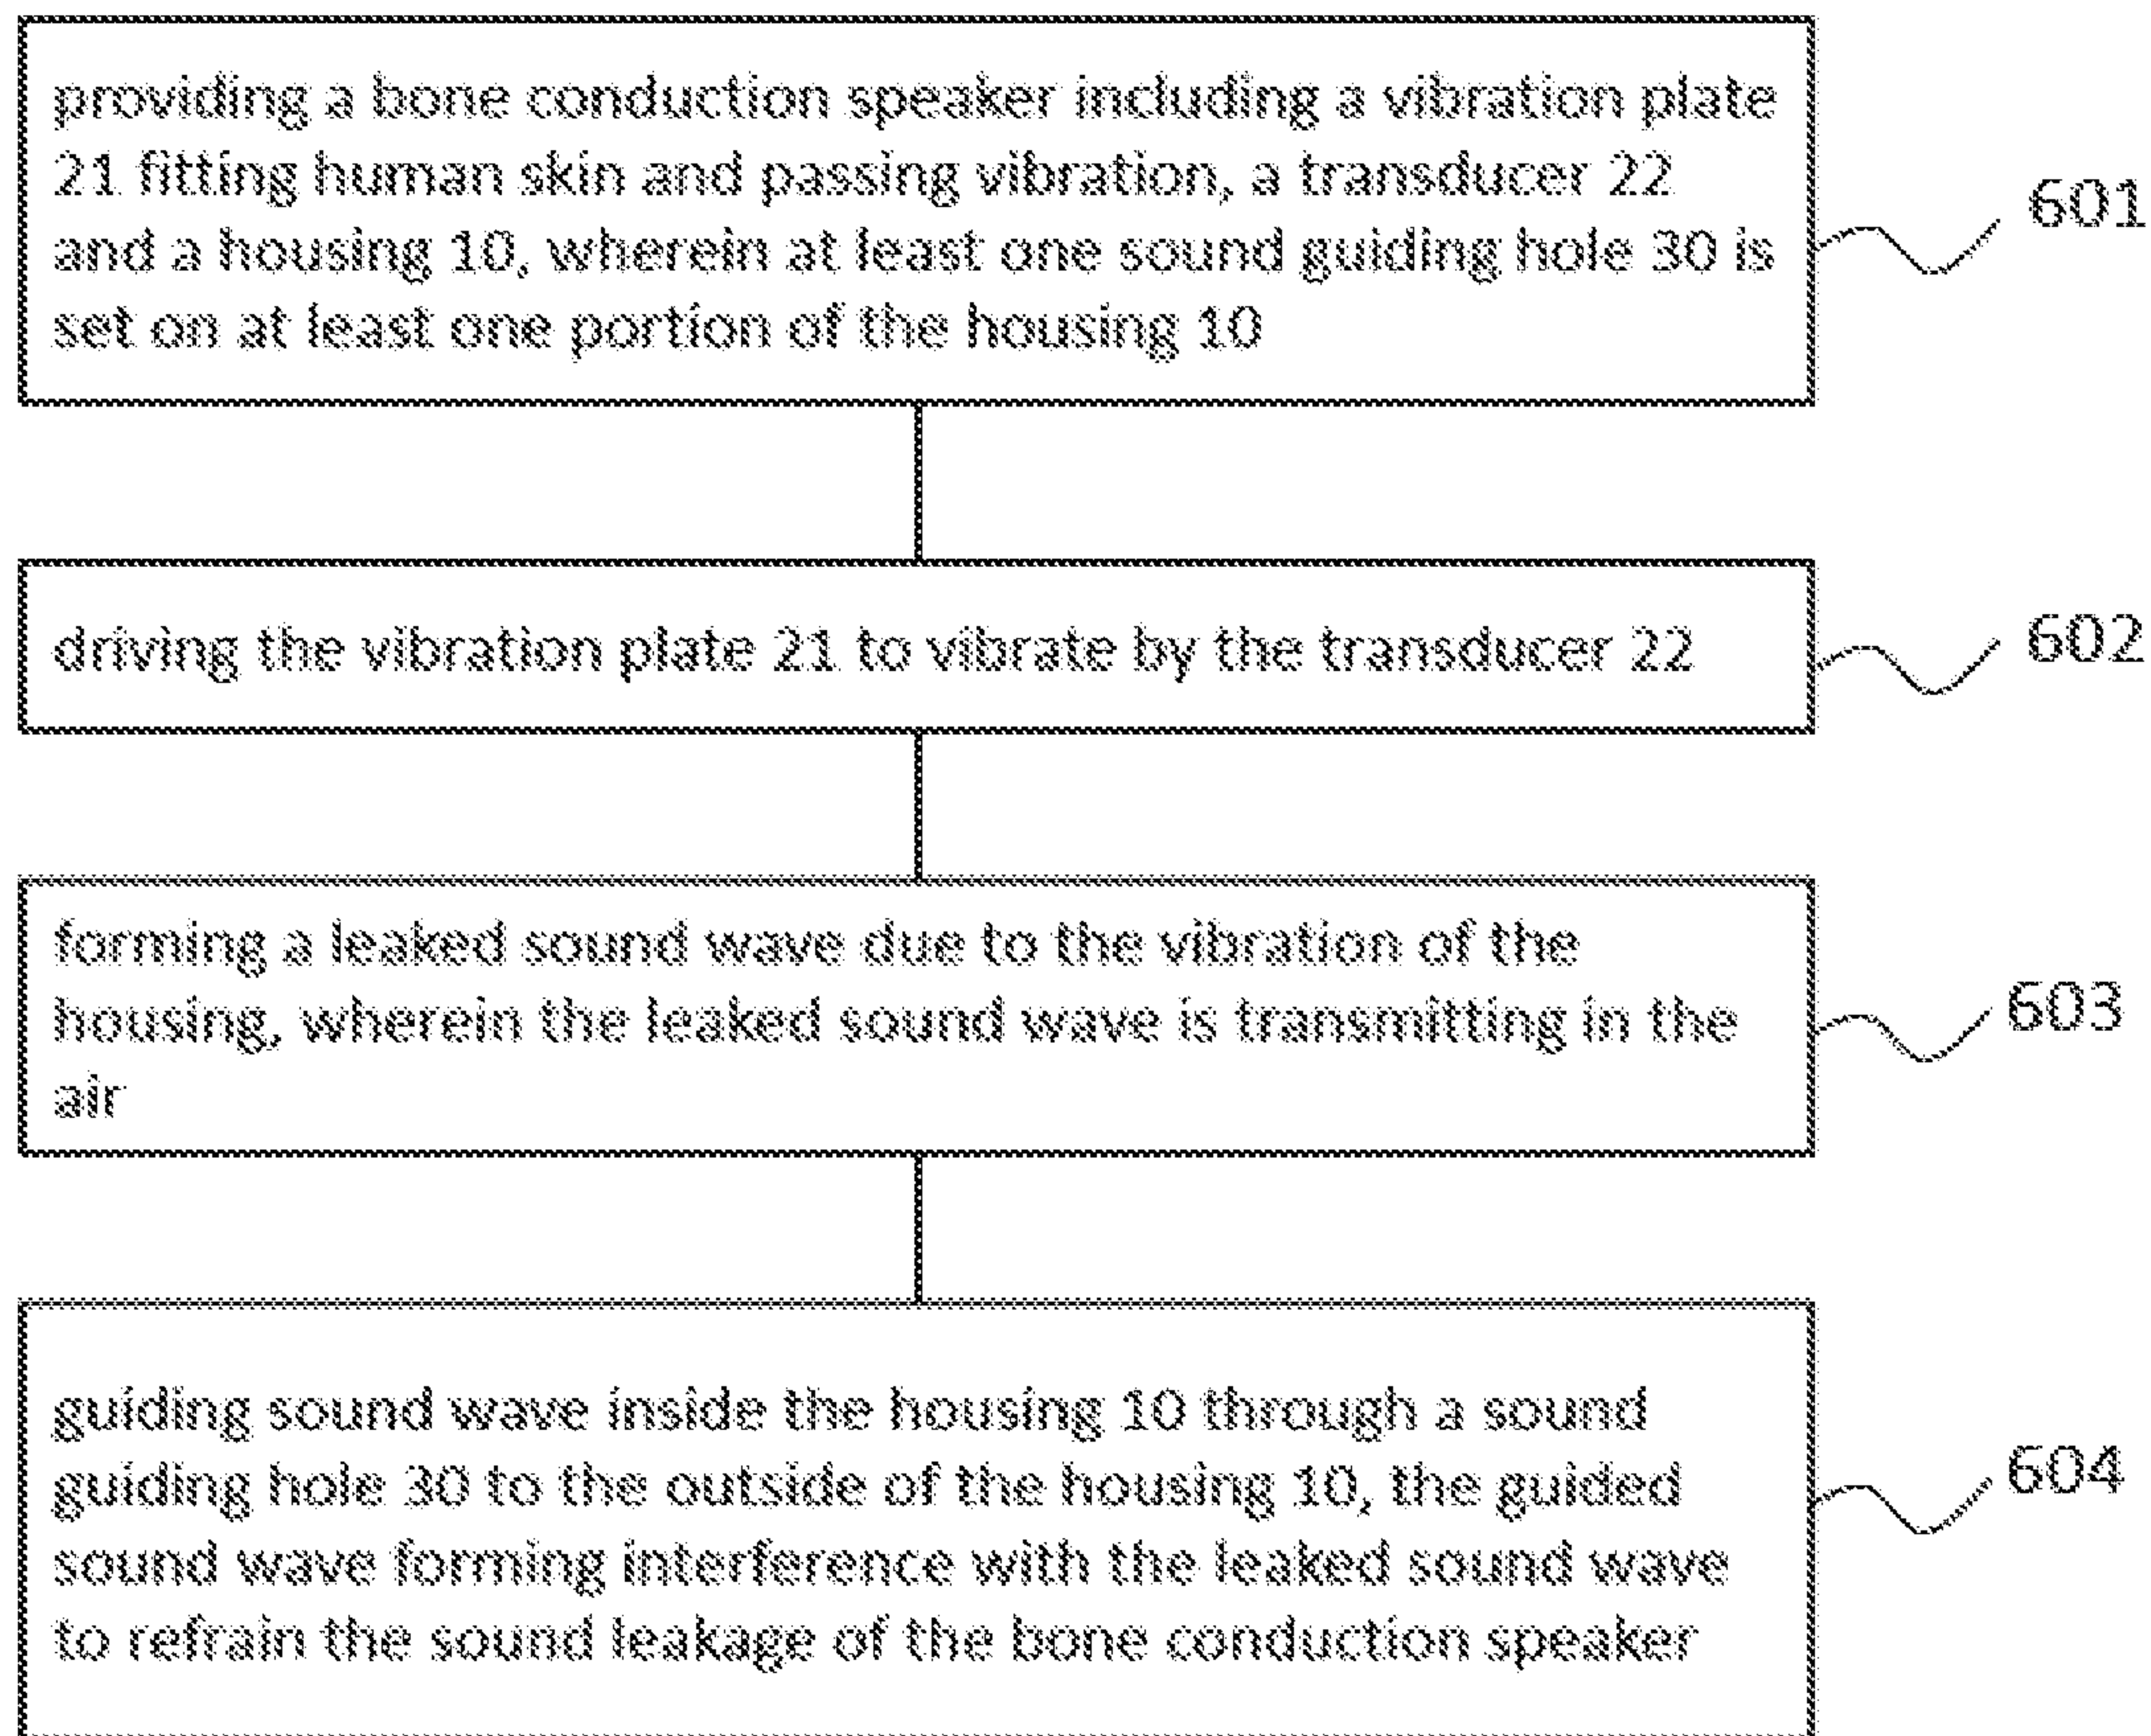 providing a bone conduction speaker including a vibration plate
21 fitting human skin and passing vibration, a transducer 22
and a housing 10, wherein at least one sound guiding hole 30 is
set on at least one portion of the housing 10
601
driving the vibration plate 21 to vibrate by the transducer 22
602
forming a leaked sound wave due to the vibration of the
housing, wherein the leaked sound wave is transmitting in the
air
603
guiding sound wave inside the housing 10 through a sound
guiding hole 30 to the outside of the housing 10, the guided
sound wave forming interference with the leaked sound wave
to refrain the sound leakage of the bone conduction speaker
604